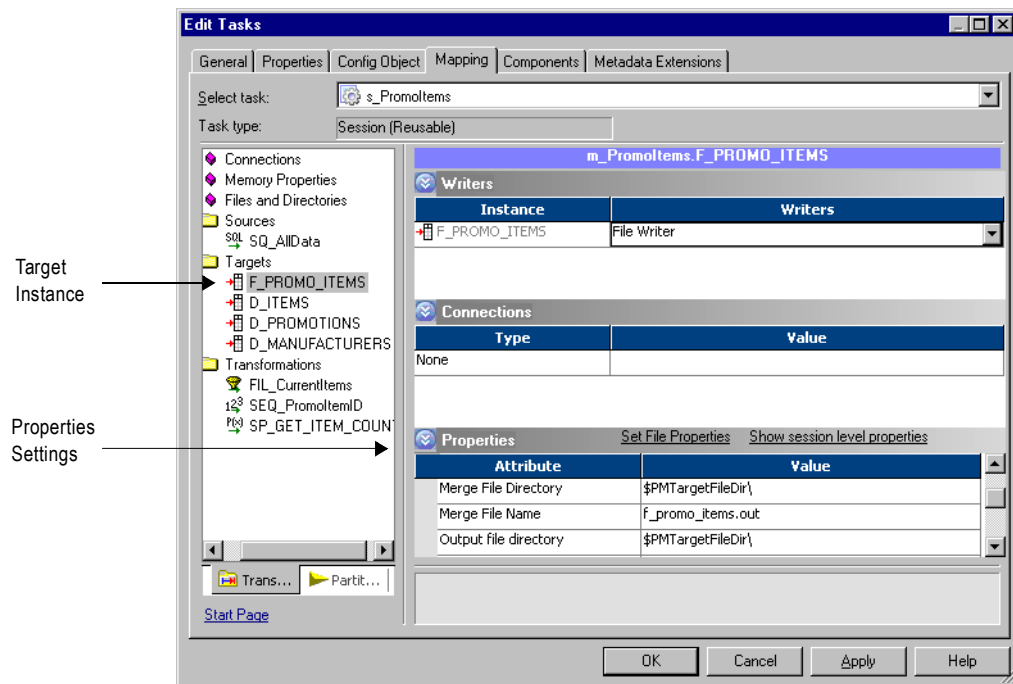 Edit Tasks
General Properties Config Object Mapping Components Metadata Extensions
Select task: s_PromoItems
Task type: Session (Reusable)
Connections
Memory Properties
Files and Directories
Sources
SQL SQ_AllData
Targets
F_PROMO_ITEMS
D_ITEMS
D_PROMOTIONS
D_MANUFACTURERS
Transformations
FIL_CurrentItems
123 SEQ_PromoItemID
P(x) SP_GET_ITEM_COUN
Trans... Partit...
Start Page
m_PromoItems.F_PROMO_ITEMS
Writers
Instance Writers
F_PROMO_ITEMS File Writer
Connections
Type Value
None
Properties Set File Properties Show session level properties
Attribute Value
Merge File Directory $PMTargetFileDir\
Merge File Name f_promo_items.out
Output file directory $PMTargetFileDir\
OK Cancel Apply Help
Target
Instance
Properties
Settings